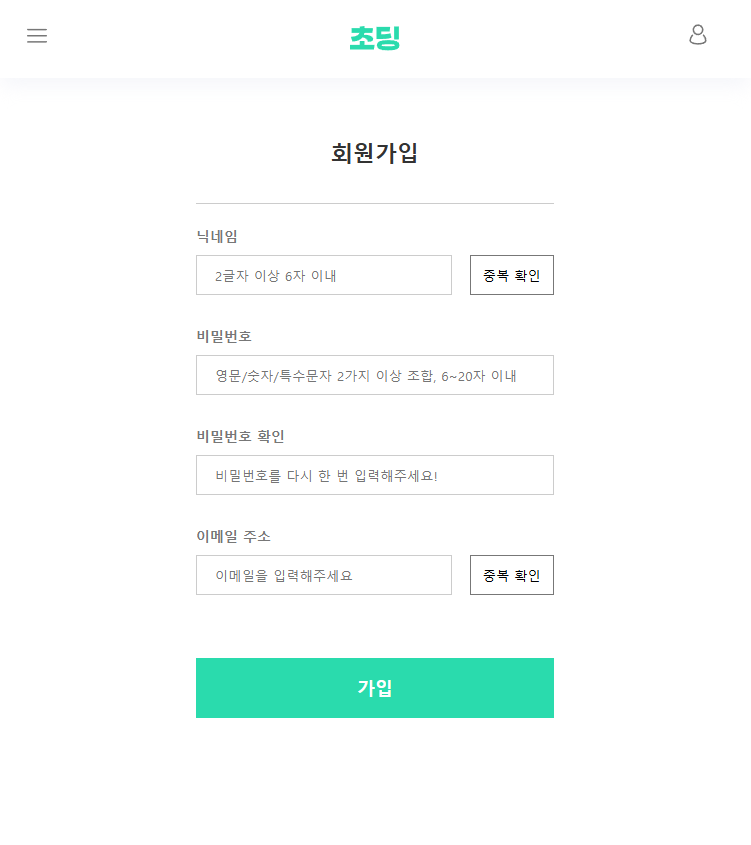 초딩
회원가입
닉네임
2글자 이상 6자 이내 중복 확인
비밀번호
영문/숫자/특수문자 2가지 이상 조합, 6~20자 이내
비밀번호 확인
비밀번호를 다시 한 번 입력해주세요!
이메일 주소
이메일을 입력해주세요 중복 확인
가입